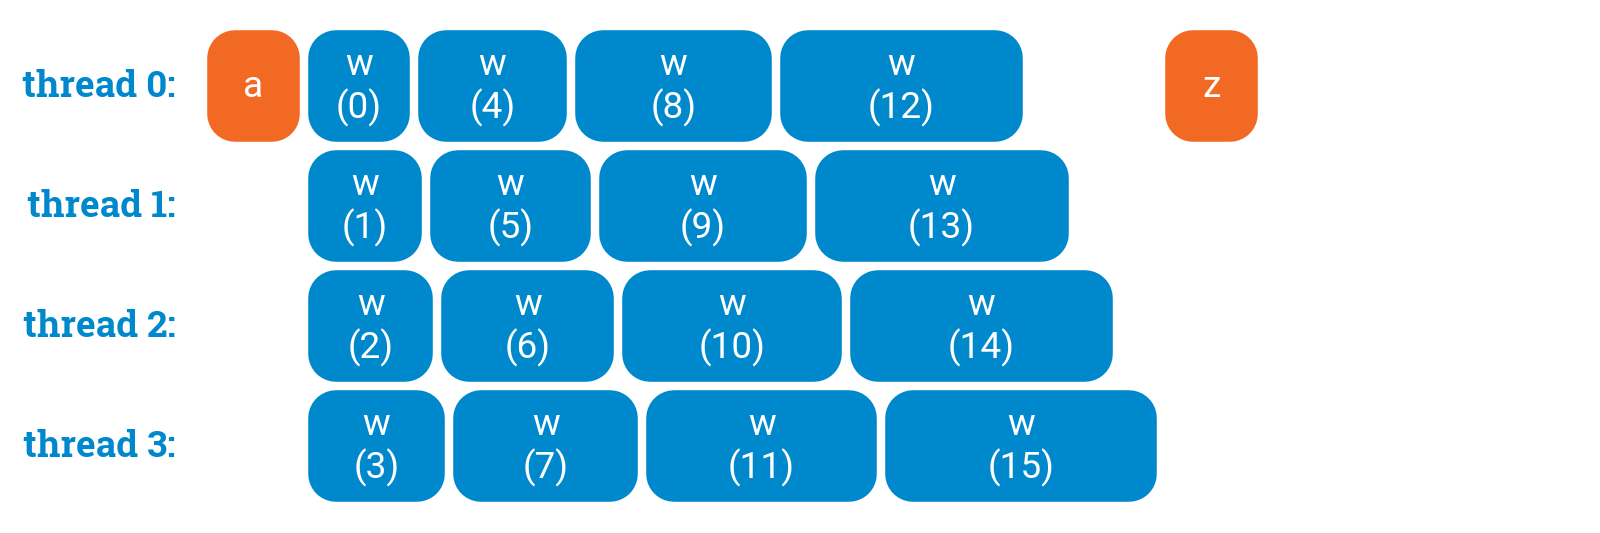 thread 0:
a
w
(0)
w
(4)
w
(8)
w
(12)
z
thread 1:
w
(1)
w
(5)
w
(9)
w
(13)
thread 2:
w
(2)
w
(6)
w
(10)
w
(14)
thread 3:
w
(3)
w
(7)
w
(11)
w
(15)